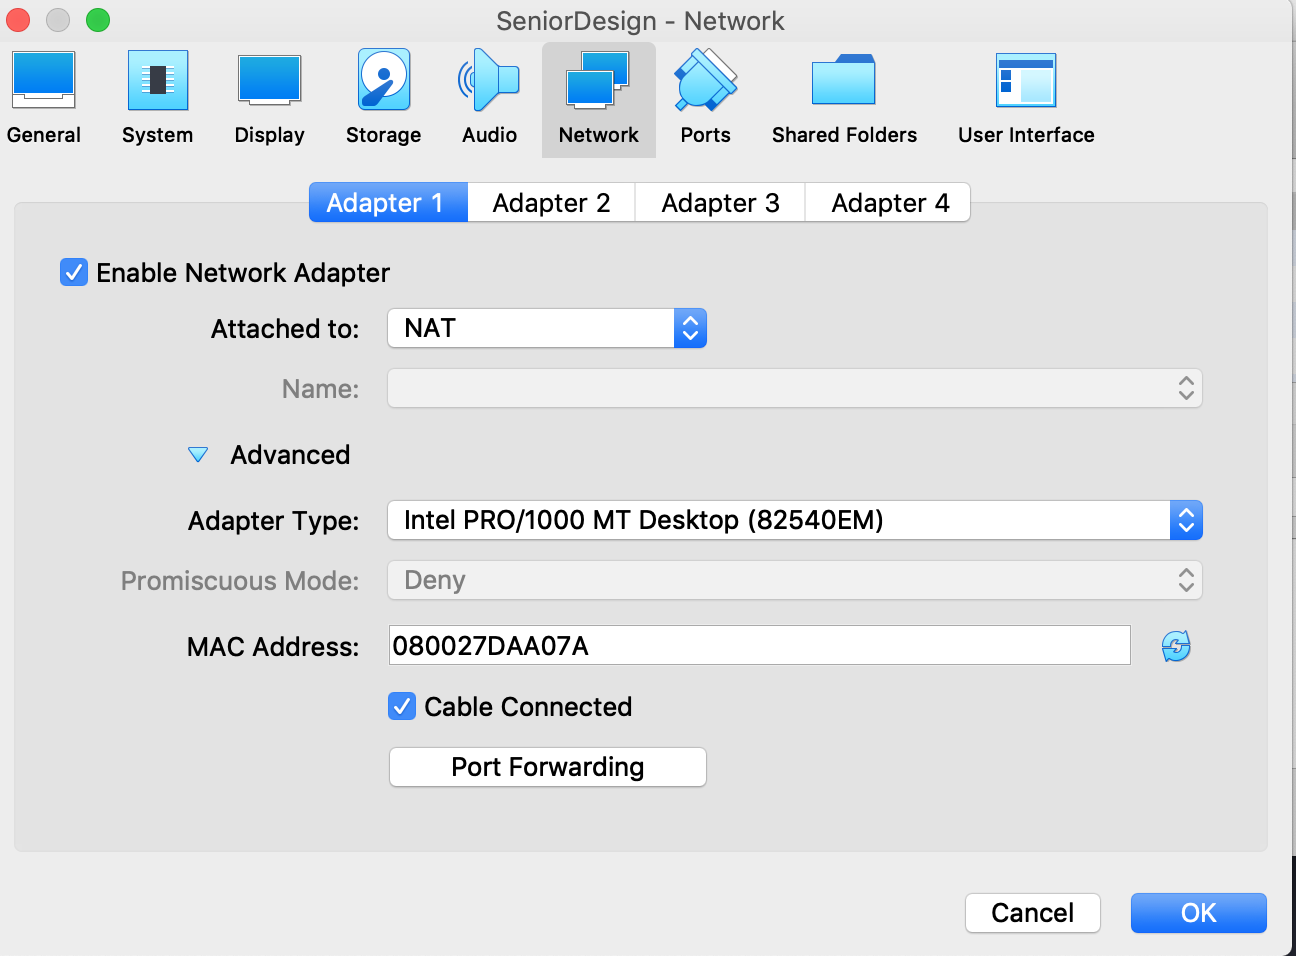 SeniorDesign - Network
General System Display Storage Audio Network Ports Shared Folders User Interface
Adapter 1 Adapter 2 Adapter 3 Adapter 4
Enable Network Adapter
Attached to: NAT
Name:
Advanced
Adapter Type: Intel PRO/1000 MT Desktop (82540EM)
Promiscuous Mode: Deny
MAC Address: 080027DAA07A
Cable Connected
Port Forwarding
Cancel OK